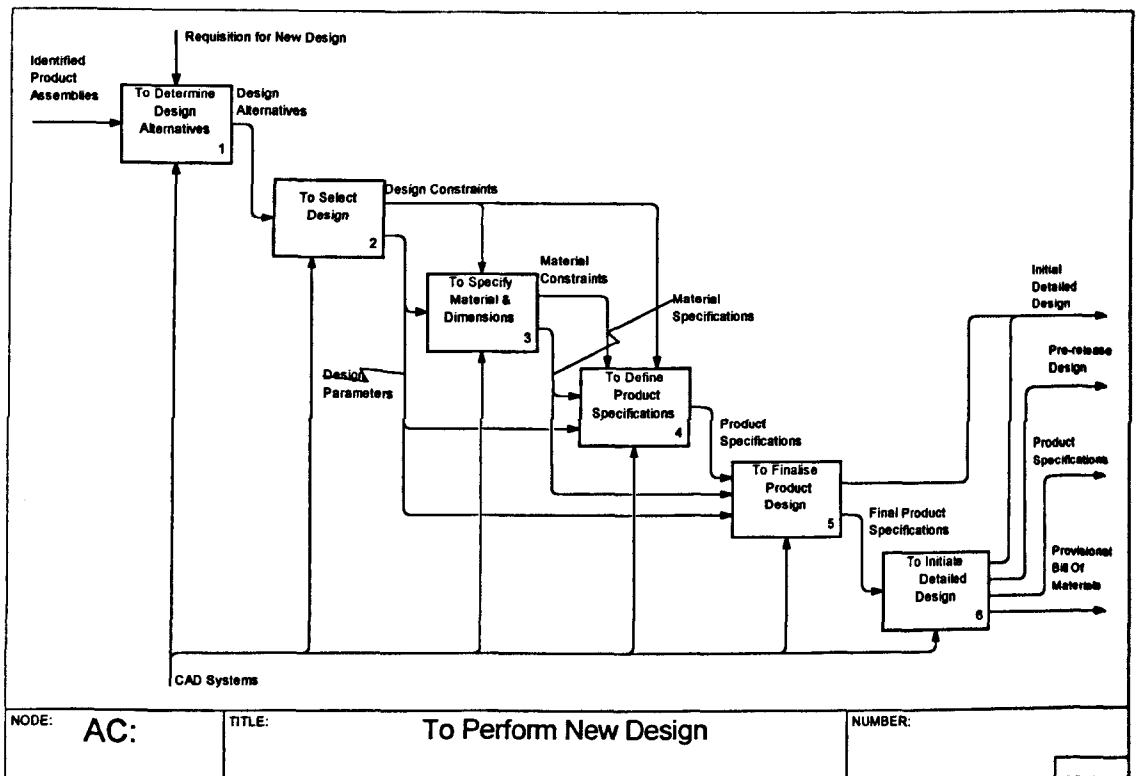 Requisition for New Design
Identified
Product
Assemblies
To Determine
Design
Alternatives
1
Design
Alternatives
To Select
Design
2
Design Constraints
To Specify
Material &
Dimensions
3
Material
Constraints
Material
Specifications
Design
Parameters
To Define
Product
Specifications
4
Product
Specifications
To Finalise
Product
Design
5
Final Product
Specifications
To Initiate
Detailed
Design
6
Initial
Detailed
Design
Pre-release
Design
Product
Specifications
Provisional
Bill Of
Materials
CAD Systems
NODE:
AC:
TITLE:
To Perform New Design
NUMBER: